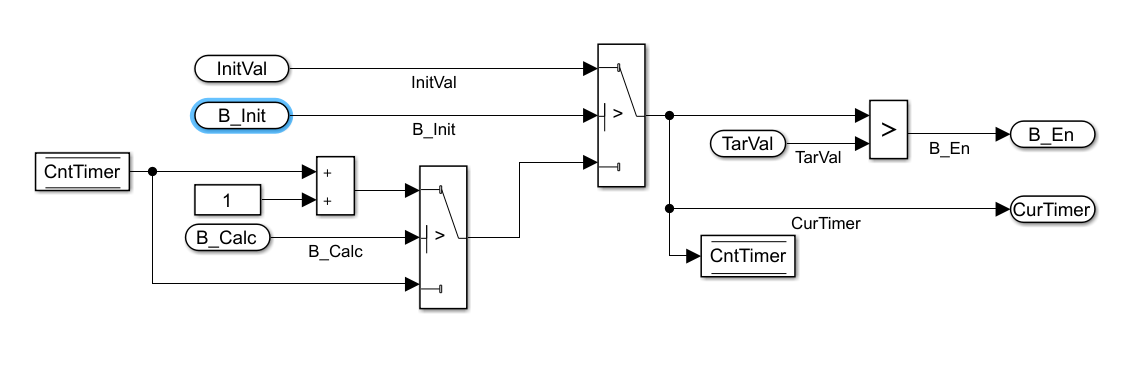 InitVal
InitVal
B_Init
B_Init
>
CntTimer
+
+
1
B_Calc
B_Calc
>
TarVal
TarVal
>
B_En
B_En
CurTimer
CurTimer
CntTimer